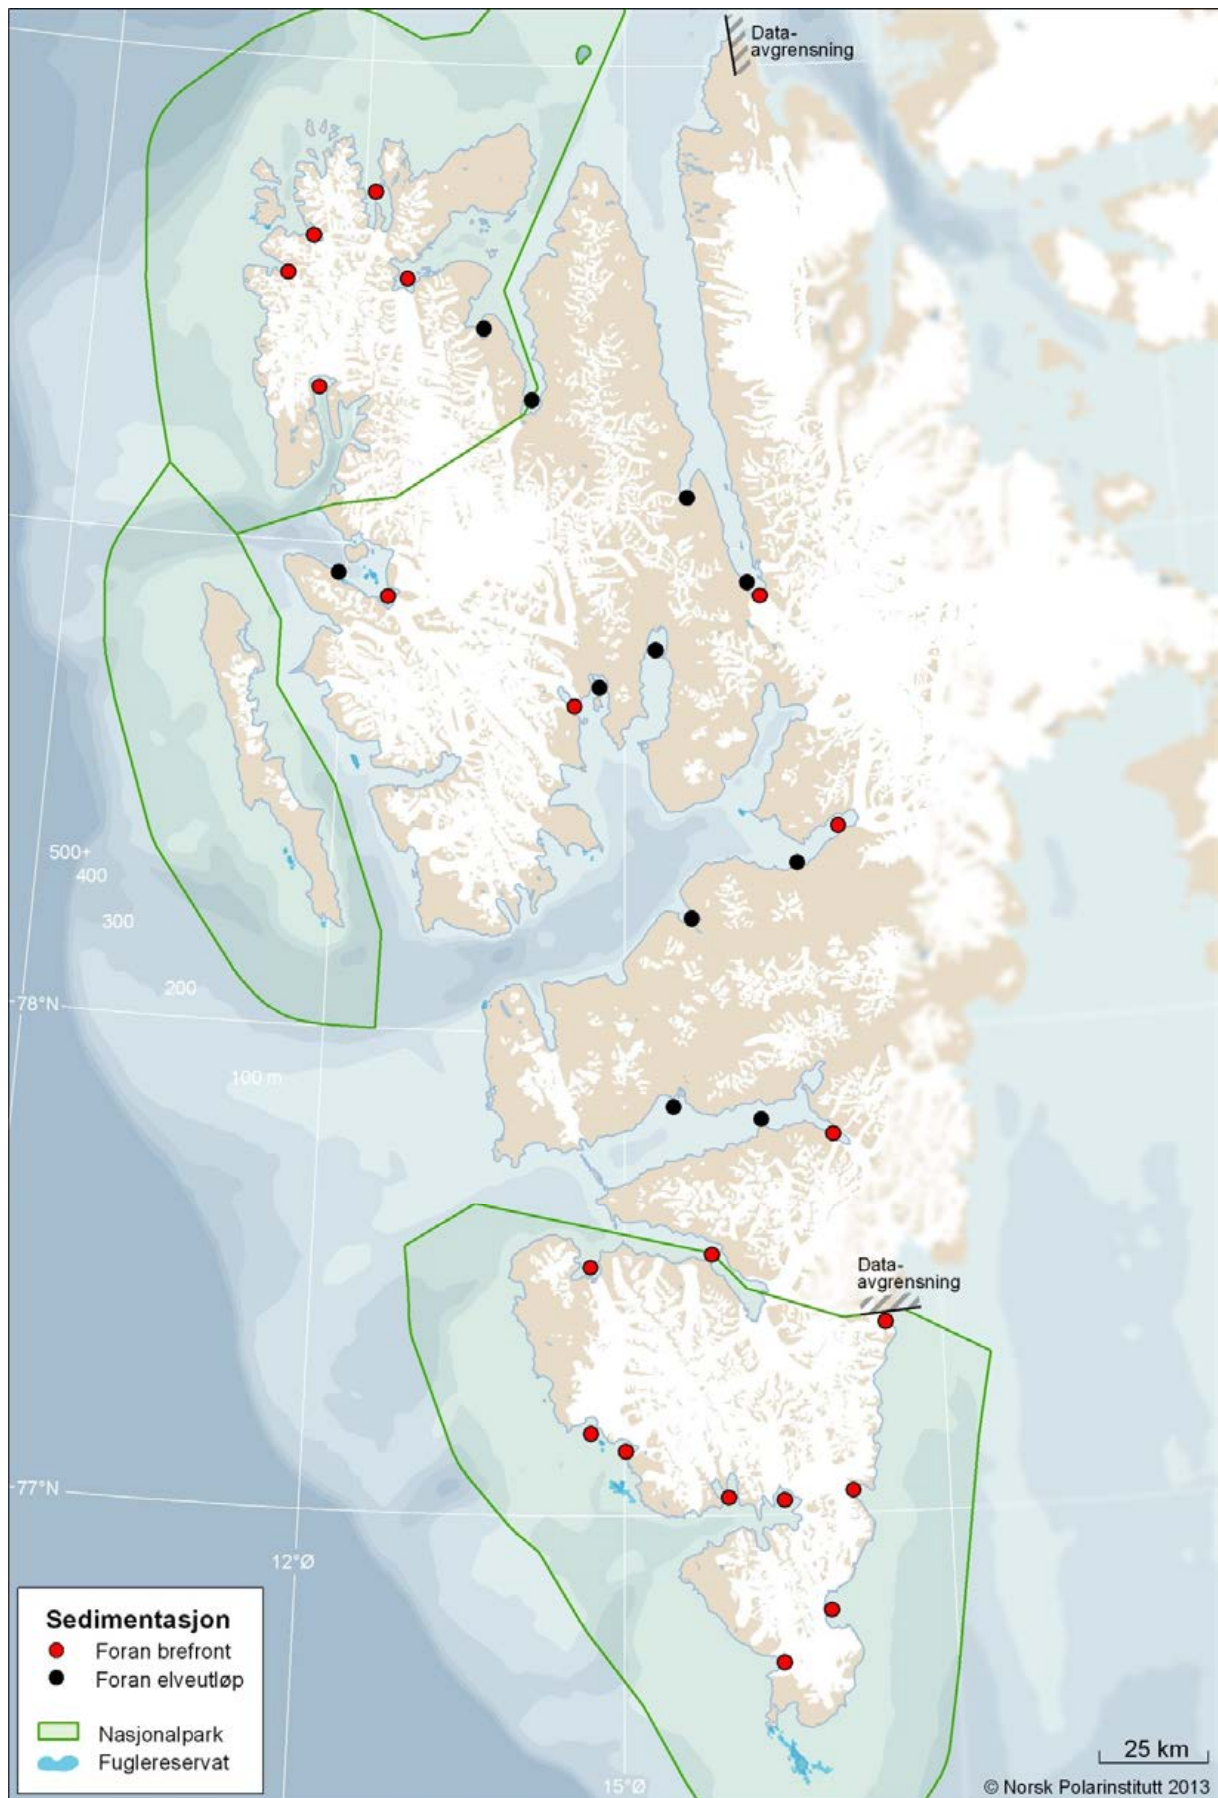 Data-
avgrensning
500+
400
300
200
78°N
100 m
Data-
avgrensning
77°N
12°Ø
15°Ø
Sedimentasjon
Foran brefront
Foran elveutløp
Nasjonalpark
Fuglereservat
25 km
© Norsk Polarinstitutt 2013